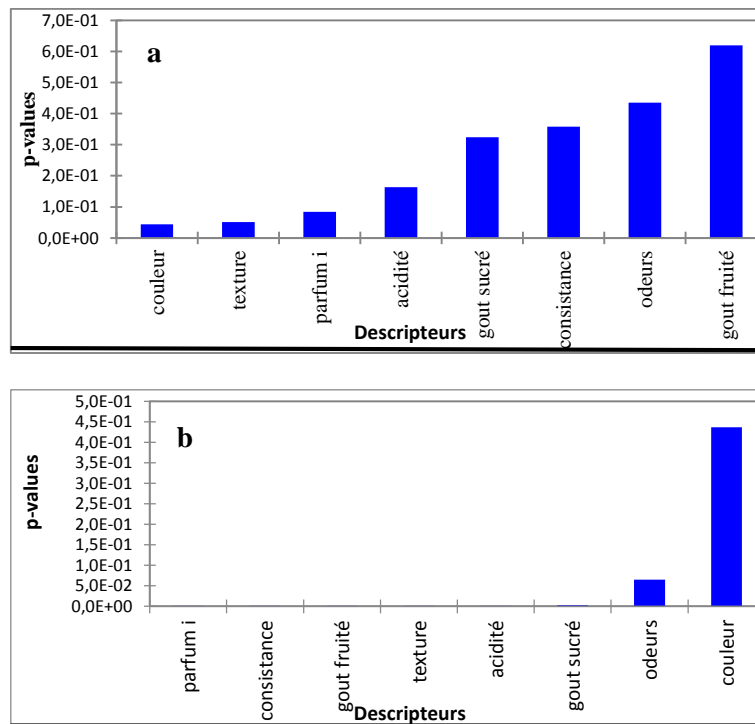 7,0E-01
6,0E-01
5,0E-01
4,0E-01
3,0E-01
2,0E-01
1,0E-01
0,0E+00
p-values
a
couleur
texture
parfum i
acidité
gout sucré
consistance
odeurs
gout fruité
Descripteurs
5,0E-01
4,5E-01
4,0E-01
3,5E-01
3,0E-01
2,5E-01
2,0E-01
1,5E-01
1,0E-01
5,0E-02
0,0E+00
p-values
b
parfum i
consistance
gout fruité
texture
acidité
gout sucré
odeurs
couleur
Descripteurs